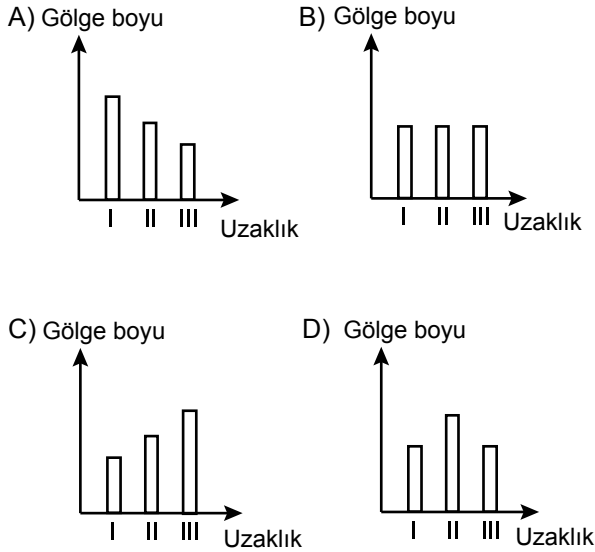 A) Gölge boyu
I II III
Uzaklık
B) Gölge boyu
I II III
Uzaklık
C) Gölge boyu
I II III
Uzaklık
D) Gölge boyu
I II III
Uzaklık